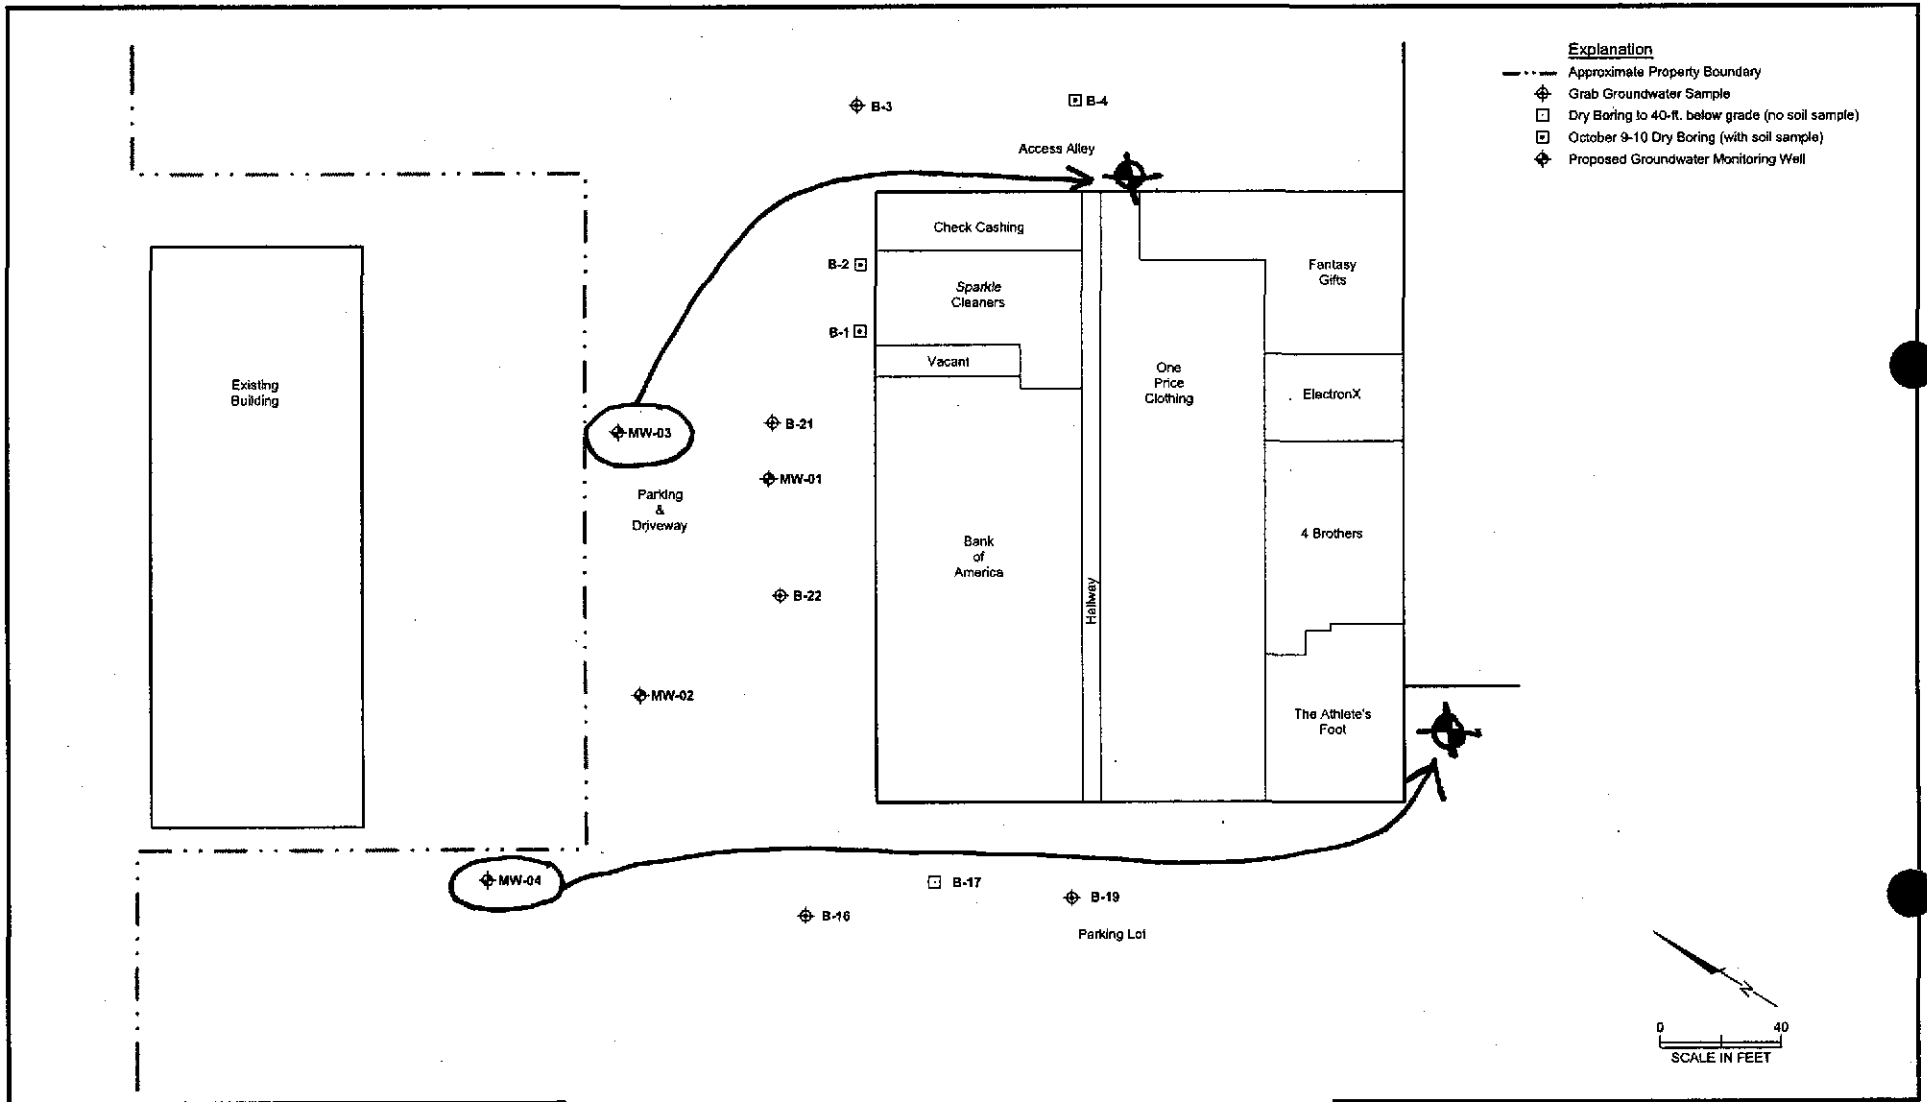 Explanation
Approximate Property Boundary
Grab Groundwater Sample
Dry Boring to 40-ft. below grade (no soil sample)
October 9-10 Dry Boring (with soil sample)
Proposed Groundwater Monitoring Well
B-3
B-4
Access Alley
Check Cashing
B-2
Sparkle
Cleaners
Fantasy
Gifts
B-1
Vacant
One
Price
Clothing
Existing
Building
ElectronX
MW-03
B-21
MW-01
Parking
&
Driveway
Bank
of
America
4 Brothers
Hallway
B-22
MW-02
The Athlete's
Foot
MW-04
B-17
B-19
B-16
Parking Lot
N
0 40
SCALE IN FEET